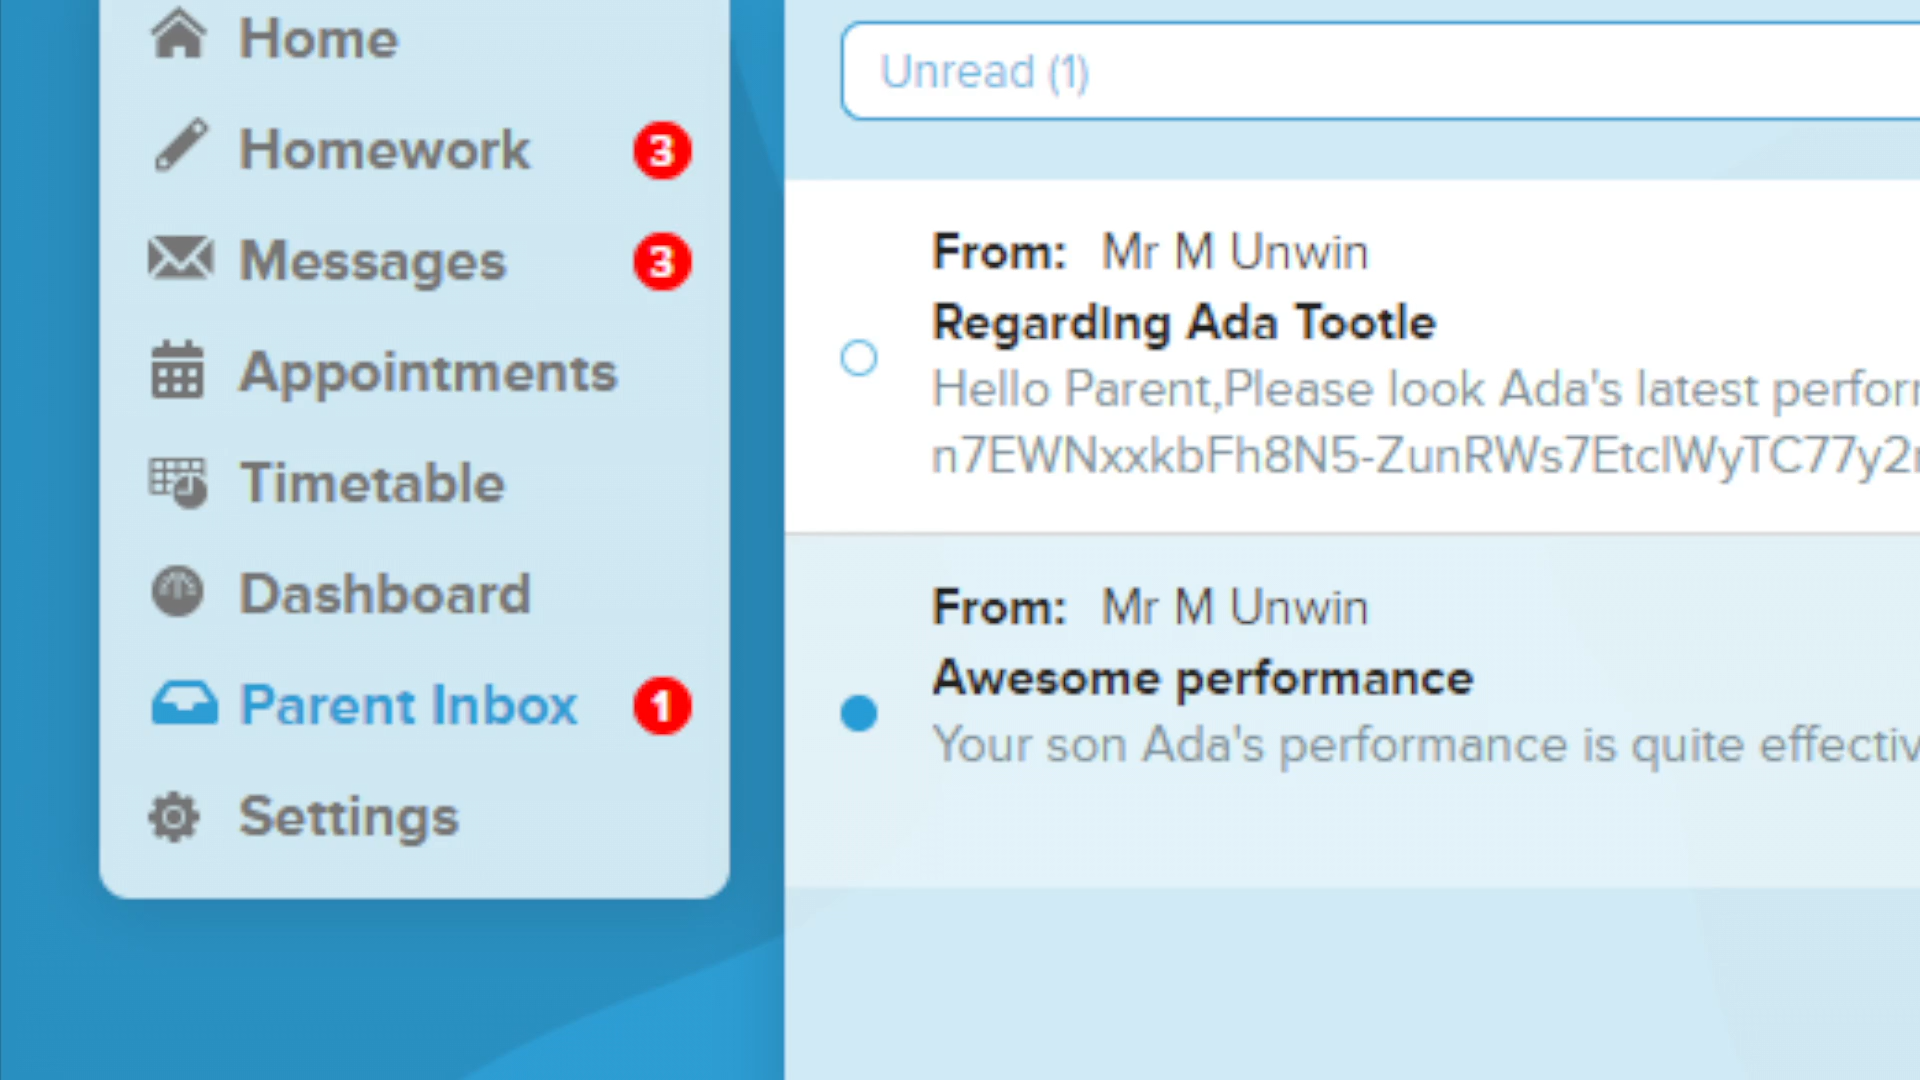 Home
Homework 3
Messages 3
Appointments
Timetable
Dashboard
Parent Inbox 1
Settings
Unread (1)
From: Mr M Unwin
Regarding Ada Tootle
Hello Parent,Please look Ada's latest
n7EWNxxkbFh8N5-ZunRWs7EtclWyTC77y2
From: Mr M Unwin
Awesome performance
Your son Ada's performance is quite